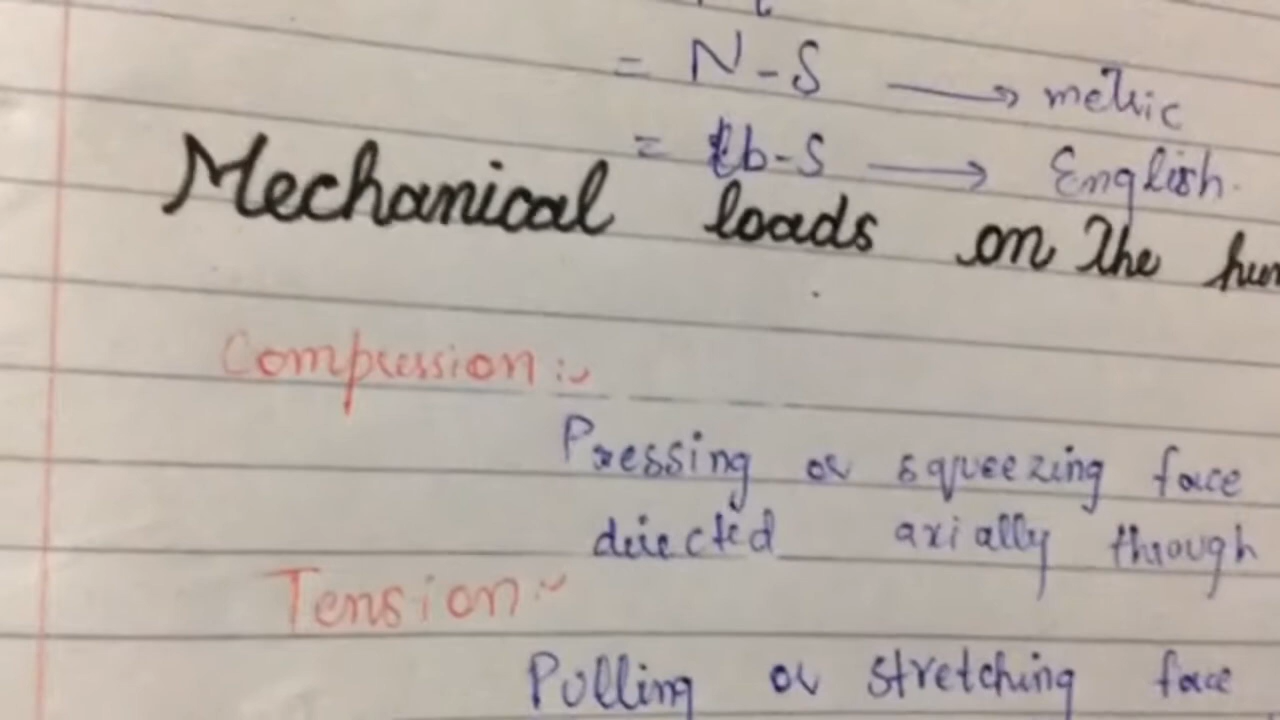 = N-S → metric
= lb-S → English.
Mechanical loads on the hum
Compression :-
Pressing or squeezing force
directed axially through
Tension :-
Pulling or stretching force